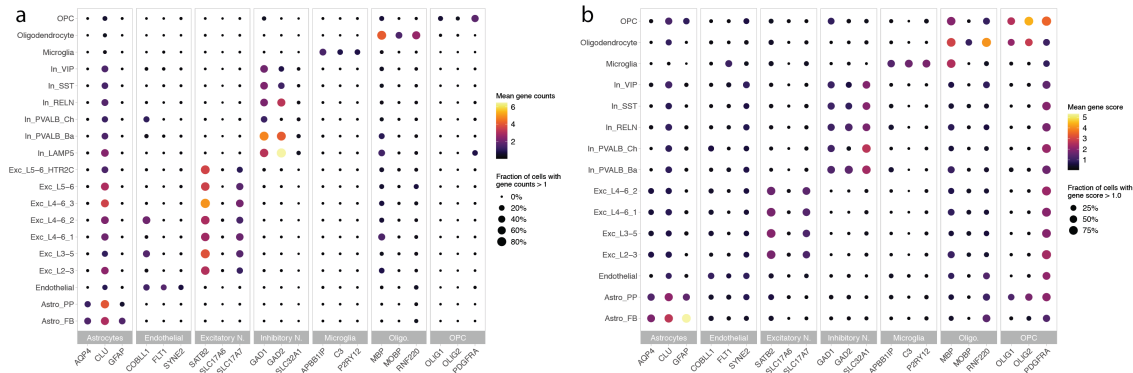 a
OPC
Oligodendrocyte
Microglia
In_VIP
In_SST
In_RELN
In_PVALB_Ch
In_PVALB_Ba
In_LAMP5
Exc_L5−6_HTR2C
Exc_L5−6
Exc_L4−6_3
Exc_L4−6_2
Exc_L4−6_1
Exc_L3−5
Exc_L2−3
Endothelial
Astro_PP
Astro_FB
Astrocytes Endothelial Excitatory N. Inhibitory N. Microglia Oligo. OPC
AQP4 CLU GFAP COBLL1 FLT1 SYNE2 SATB2 SLC17A6 SLC17A7 GAD1 GAD2 SLC32A1 APBB1IP C3 P2RY12 MBP MOBP RNF220 OLIG1 OLIG2 PDGFRA
Mean gene counts
6
4
2
Fraction of cells with
gene counts > 1
0%
20%
40%
60%
80%
b
OPC
Oligodendrocyte
Microglia
In_VIP
In_SST
In_RELN
In_PVALB_Ch
In_PVALB_Ba
Exc_L4−6_2
Exc_L4−6_1
Exc_L3−5
Exc_L2−3
Endothelial
Astro_PP
Astro_FB
Astrocytes Endothelial Excitatory N. Inhibitory N. Microglia Oligo. OPC
AQP4 CLU GFAP COBLL1 FLT1 SYNE2 SATB2 SLC17A6 SLC17A7 GAD1 GAD2 SLC32A1 APBB1IP C3 P2RY12 MBP MOBP RNF220 OLIG1 OLIG2 PDGFRA
Mean gene score
5
4
3
2
1
Fraction of cells with
gene score > 1.0
25%
50%
75%